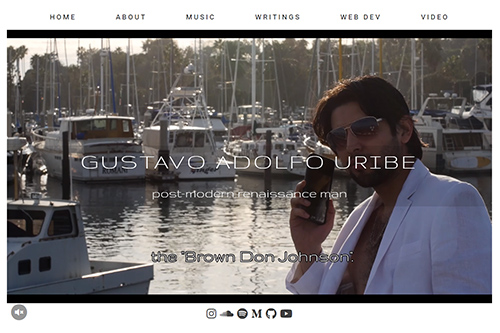 HOME ABOUT MUSIC WRITINGS WEB DEV VIDEO
GUSTAVO ADOLFO URIBE
post-modern renaissance man
the "Brown Don Johnson".